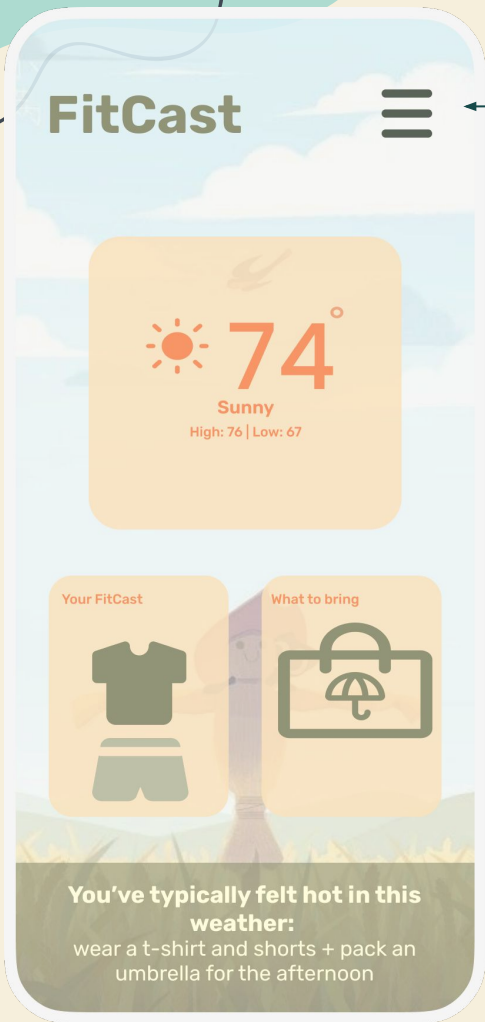 FitCast
74°
Sunny
High: 76 | Low: 67
Your FitCast
What to bring
You've typically felt hot in this
weather:
wear a t-shirt and shorts + pack an
umbrella for the afternoon